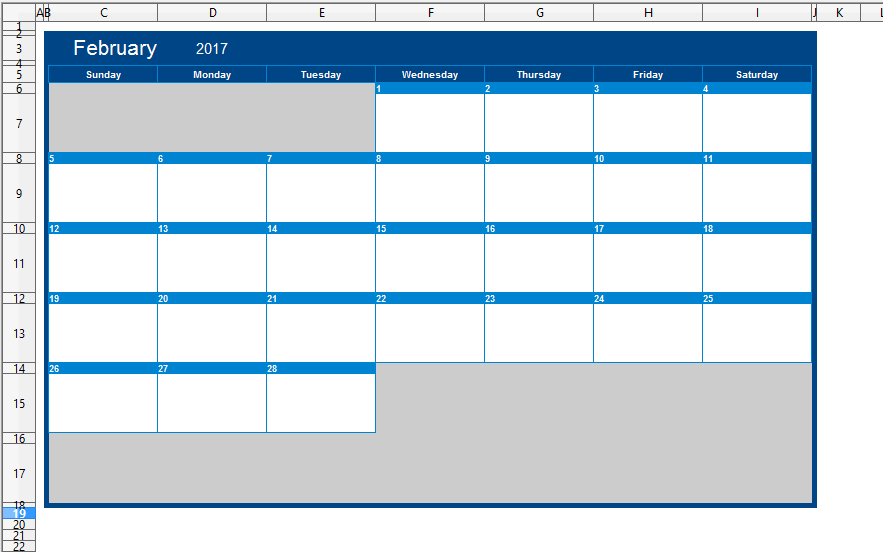 A B C D E F G H I J K L
1
2
3 February 2017
4
5 Sunday Monday Tuesday Wednesday Thursday Friday Saturday
6 1 2 3 4
7
8 5 6 7 8 9 10 11
9
10 12 13 14 15 16 17 18
11
12 19 20 21 22 23 24 25
13
14 26 27 28
15
16
17
18
19
20
21
22